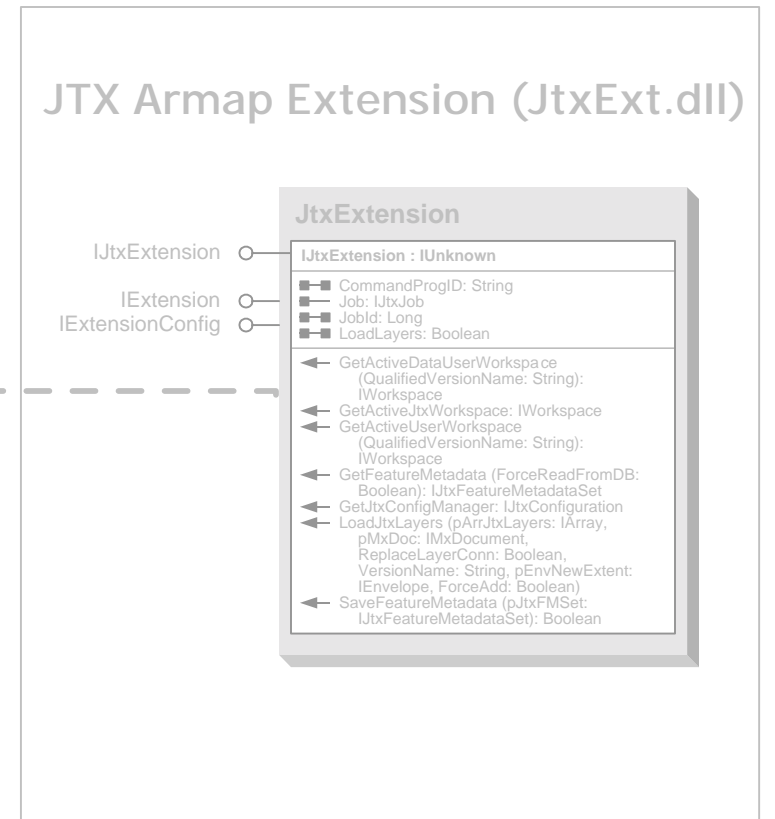 JTX Armap Extension (JtxExt.dll)
JtxExtension
IJtxExtension
IExtension
IExtensionConfig
IJtxExtension : IUnknown
CommandProgID: String
Job: IJtxJob
JobId: Long
LoadLayers: Boolean
GetActiveDataUserWorkspace
(QualifiedVersionName: String):
IWorkspace
GetActiveJtxWorkspace: IWorkspace
GetActiveUserWorkspace
(QualifiedVersionName: String):
IWorkspace
GetFeatureMetadata (ForceReadFromDB:
Boolean): IJtxFeatureMetadataSet
GetJtxConfigManager: IJtxConfiguration
LoadJtxLayers (pArrJtxLayers: IArray,
pMxDoc: IMxDocument,
ReplaceLayerConn: Boolean,
VersionName: String, pEnvNewExtent:
IEnvelope, ForceAdd: Boolean)
SaveFeatureMetadata (pJtxFMSet:
IJtxFeatureMetadataSet): Boolean